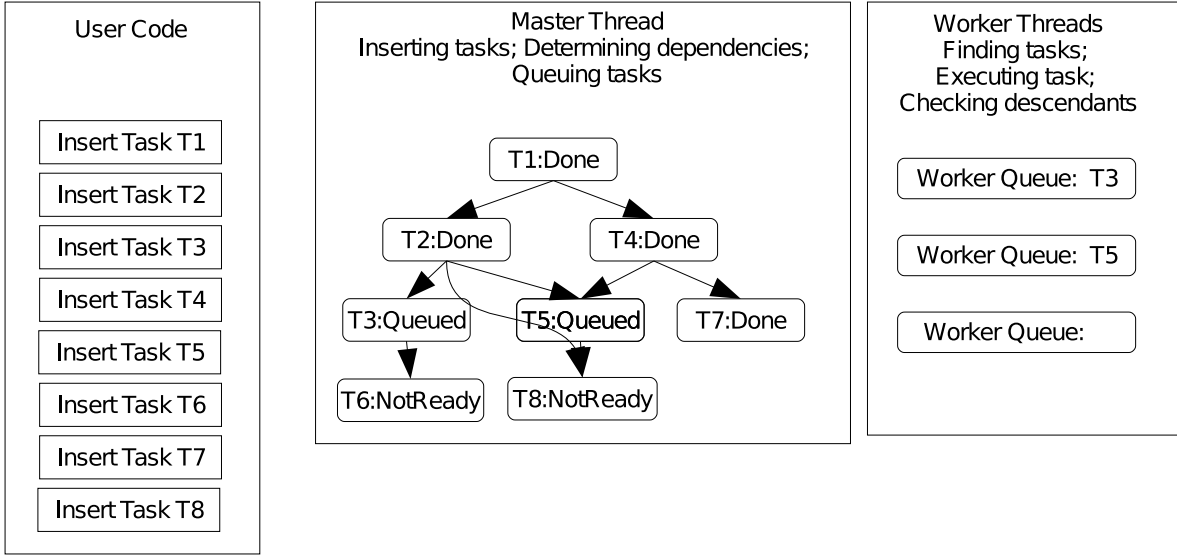 User Code
Insert Task T1
Insert Task T2
Insert Task T3
Insert Task T4
Insert Task T5
Insert Task T6
Insert Task T7
Insert Task T8
Master Thread
Inserting tasks; Determining dependencies;
Queuing tasks
T1:Done
T2:Done
T4:Done
T3:Queued
T5:Queued
T7:Done
T6:NotReady
T8:NotReady
Worker Threads
Finding tasks;
Executing task;
Checking descendants
Worker Queue: T3
Worker Queue: T5
Worker Queue: